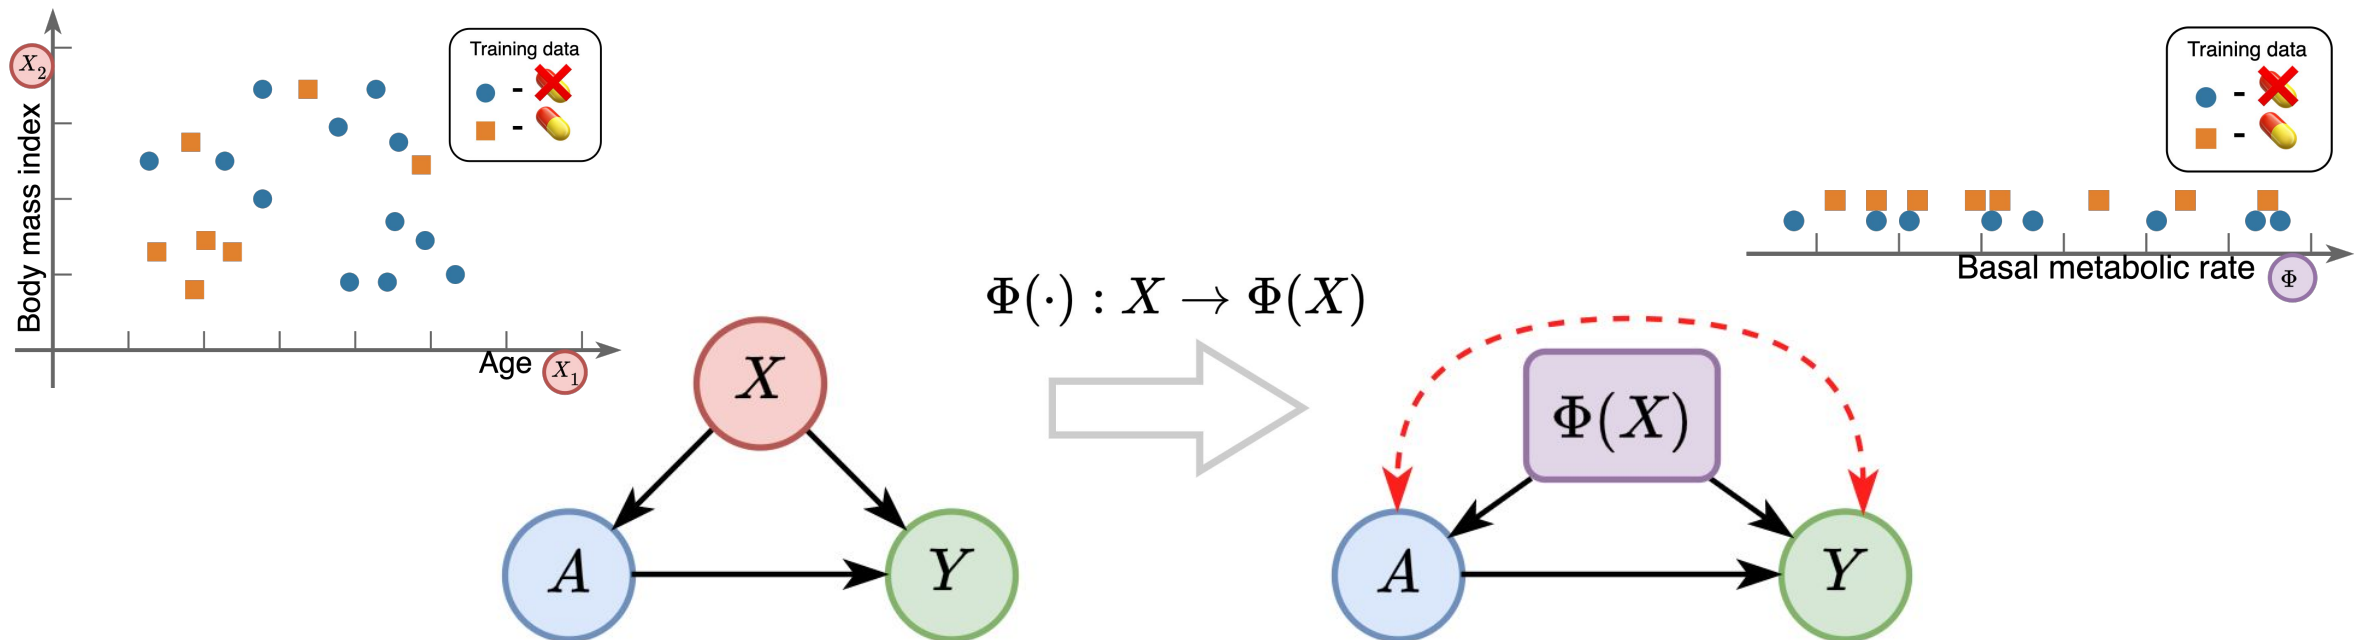 X₂
Body mass index
Training data
-
-
Age
X₁
X
A
Y
Φ(·) : X → Φ(X)
Training data
-
-
Basal metabolic rate
Φ
Φ(X)
A
Y